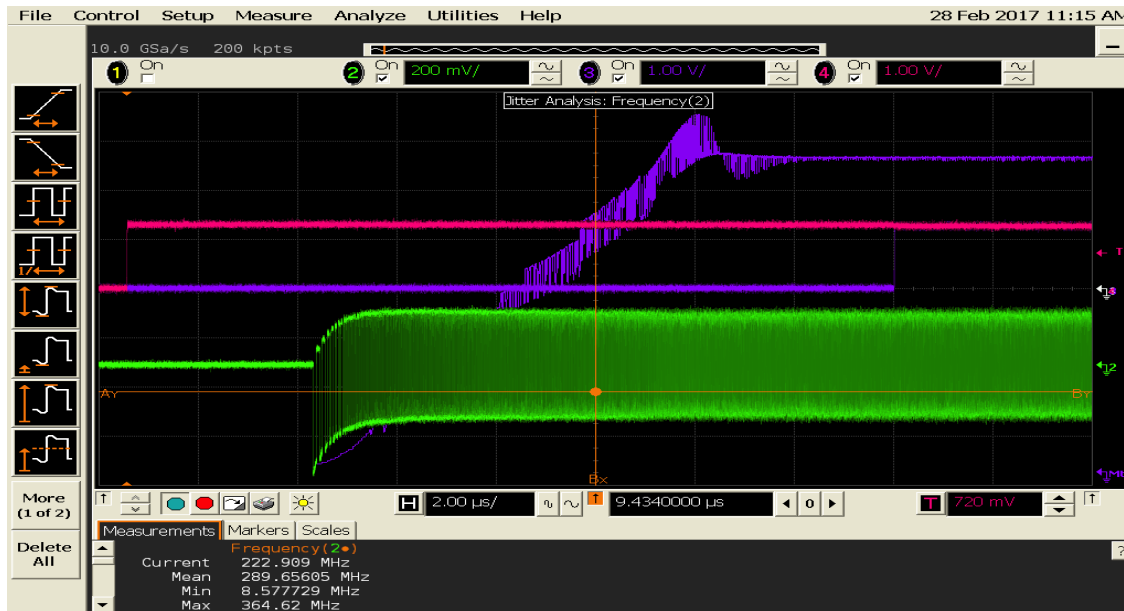 File Control Setup Measure Analyze Utilities Help 28 Feb 2017 11:15 AM
10.0 GSa/s 200 kpts
1 On 2 On 200 mV/ 3 On 1.00 V/ 4 On 1.00 V/
Jitter Analysis: Frequency(2)
T
2
AY BY
BX
1/
More
(1 of 2)
Delete
All
H 2.00 µs/ 9.4340000 µs 0 T 720 mV
Measurements Markers Scales
Frequency(2•)
Current 222.909 MHz
Mean 289.65605 MHz
Min 8.577729 MHz
Max 364.62 MHz
?